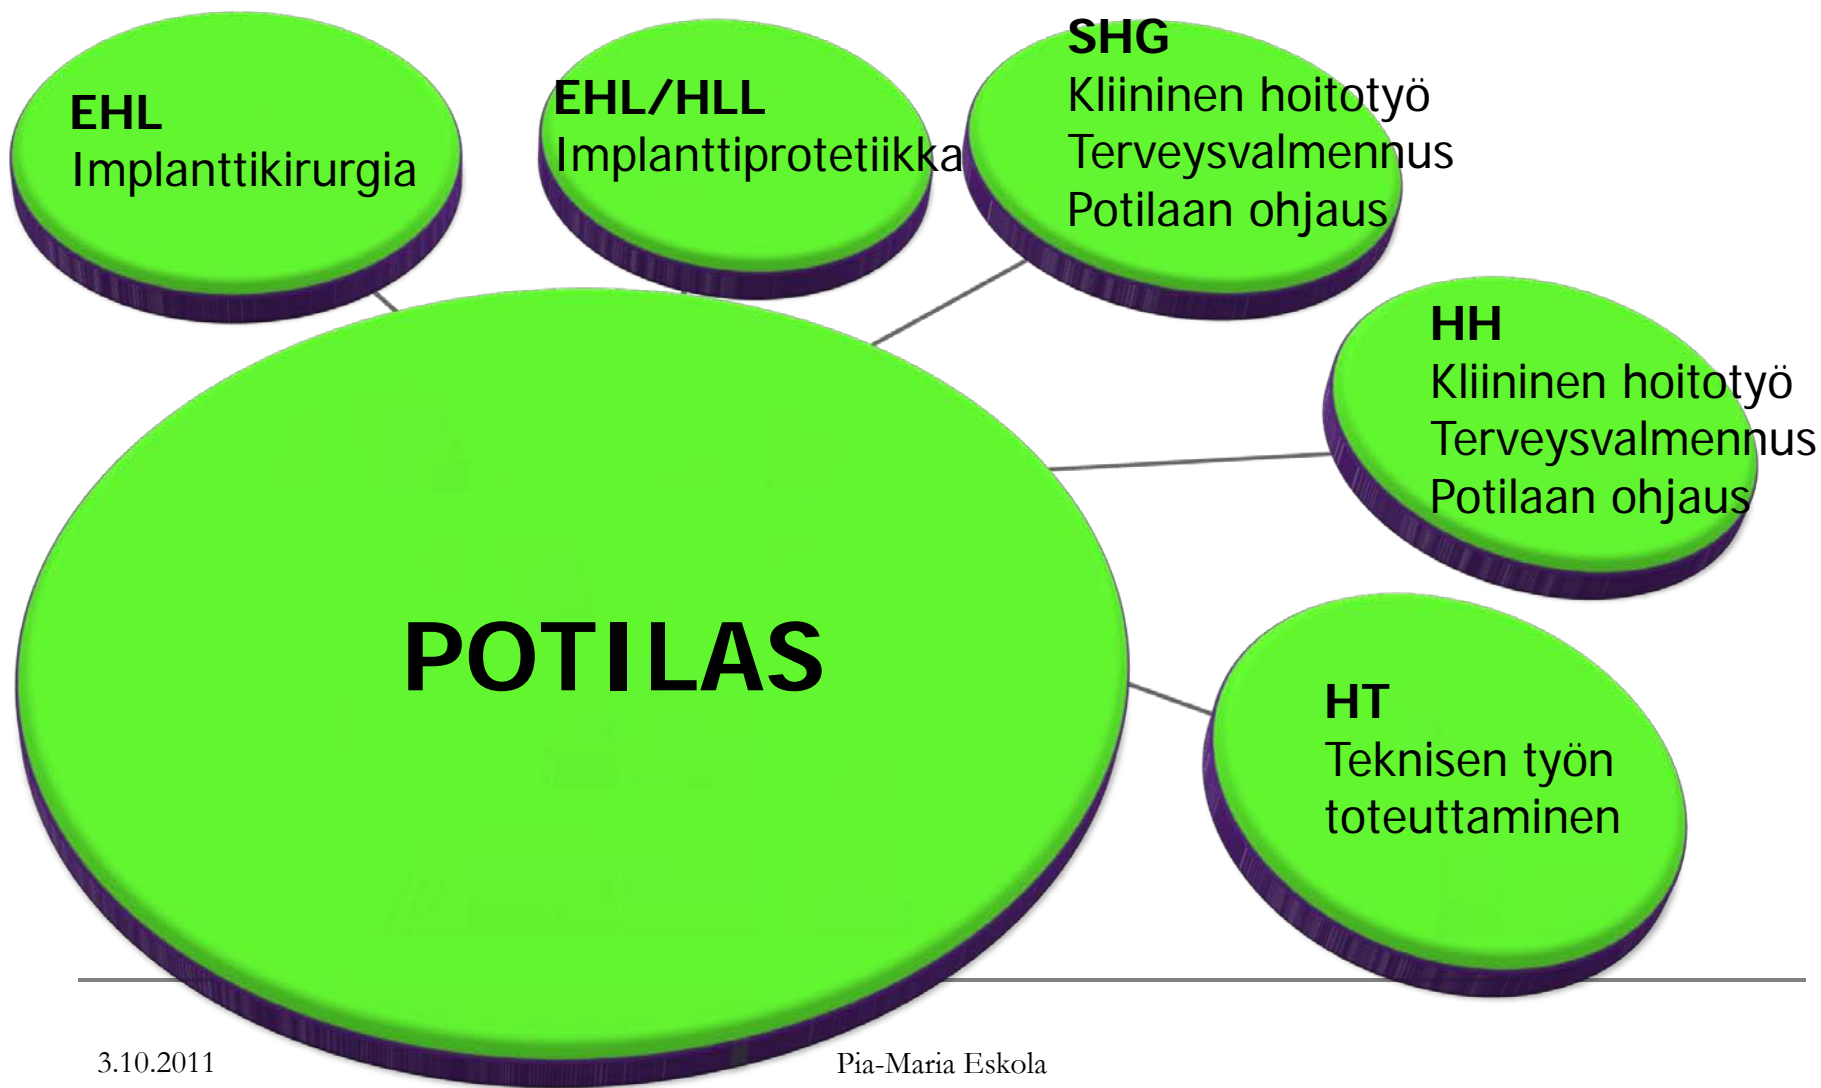 EHL
Implanttikirurgia
EHL/HLL
Implanttiprotetiikka
SHG
Kliininen hoitotyö
Terveysvalmennus
Potilaan ohjaus
HH
Kliininen hoitotyö
Terveysvalmennus
Potilaan ohjaus
POTILAS
HT
Teknisen työn
toteuttaminen
3.10.2011
Pia-Maria Eskola